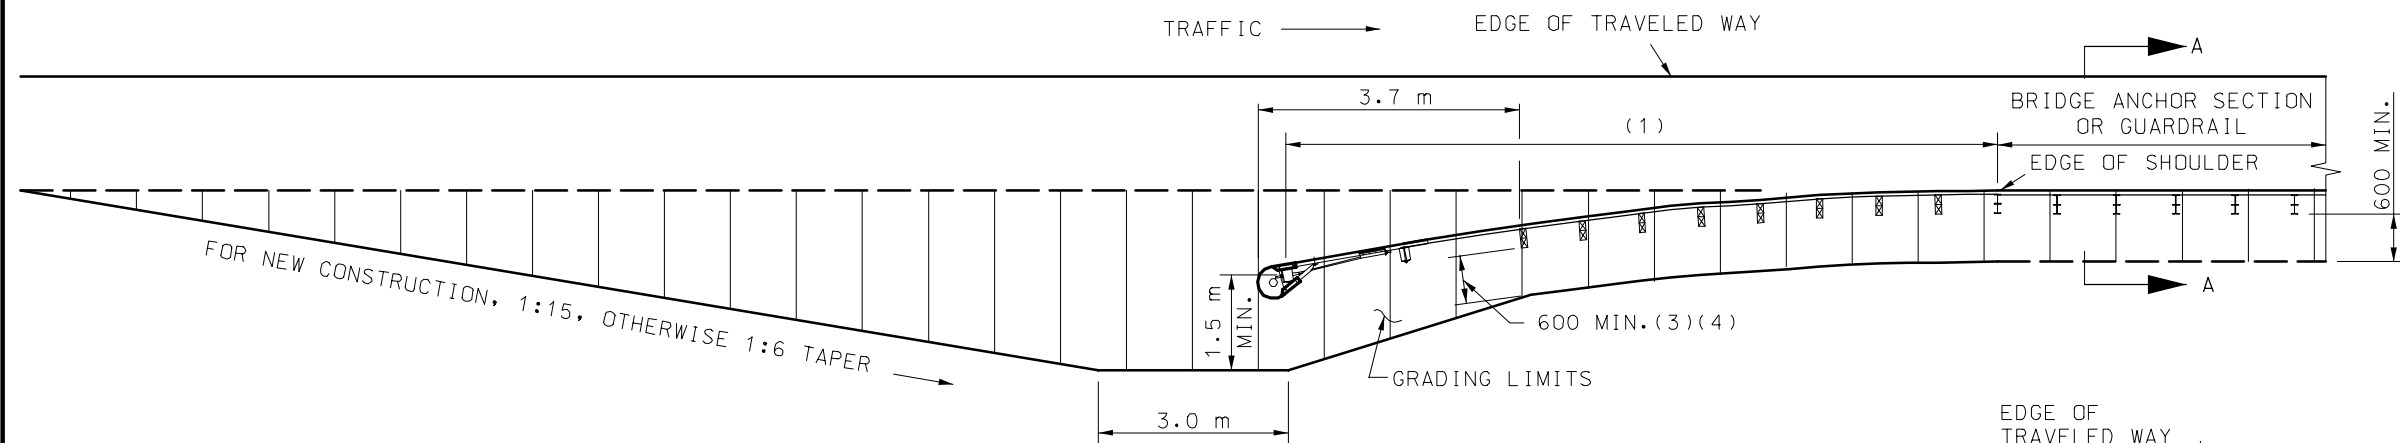 TRAFFIC
EDGE OF TRAVELED WAY
A
3.7 m
(1)
BRIDGE ANCHOR SECTION
OR GUARDRAIL
600 MIN.
EDGE OF SHOULDER
FOR NEW CONSTRUCTION, 1:15, OTHERWISE 1:6 TAPER
1.5 m
MIN.
600 MIN.(3)(4)
A
GRADING LIMITS
3.0 m
EDGE OF
TRAVELED WAY